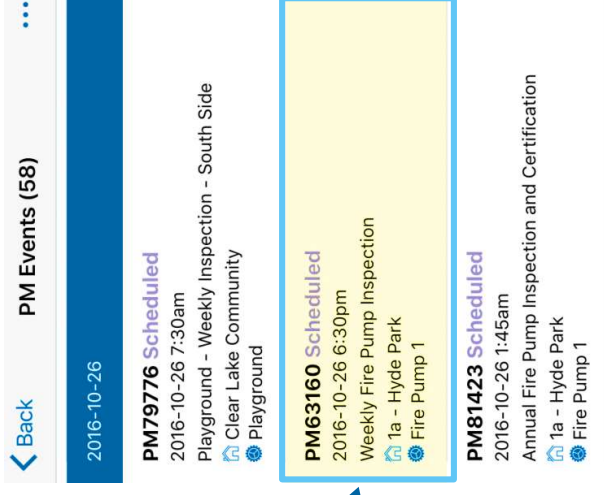 Back PM Events (58) ...
2016-10-26
PM79776 Scheduled
2016-10-26 7:30am
Playground - Weekly Inspection - South Side
Clear Lake Community
Playground
PM63160 Scheduled
2016-10-26 6:30pm
Weekly Fire Pump Inspection
1a - Hyde Park
Fire Pump 1
PM81423 Scheduled
2016-10-26 1:45am
Annual Fire Pump Inspection and Certification
1a - Hyde Park
Fire Pump 1